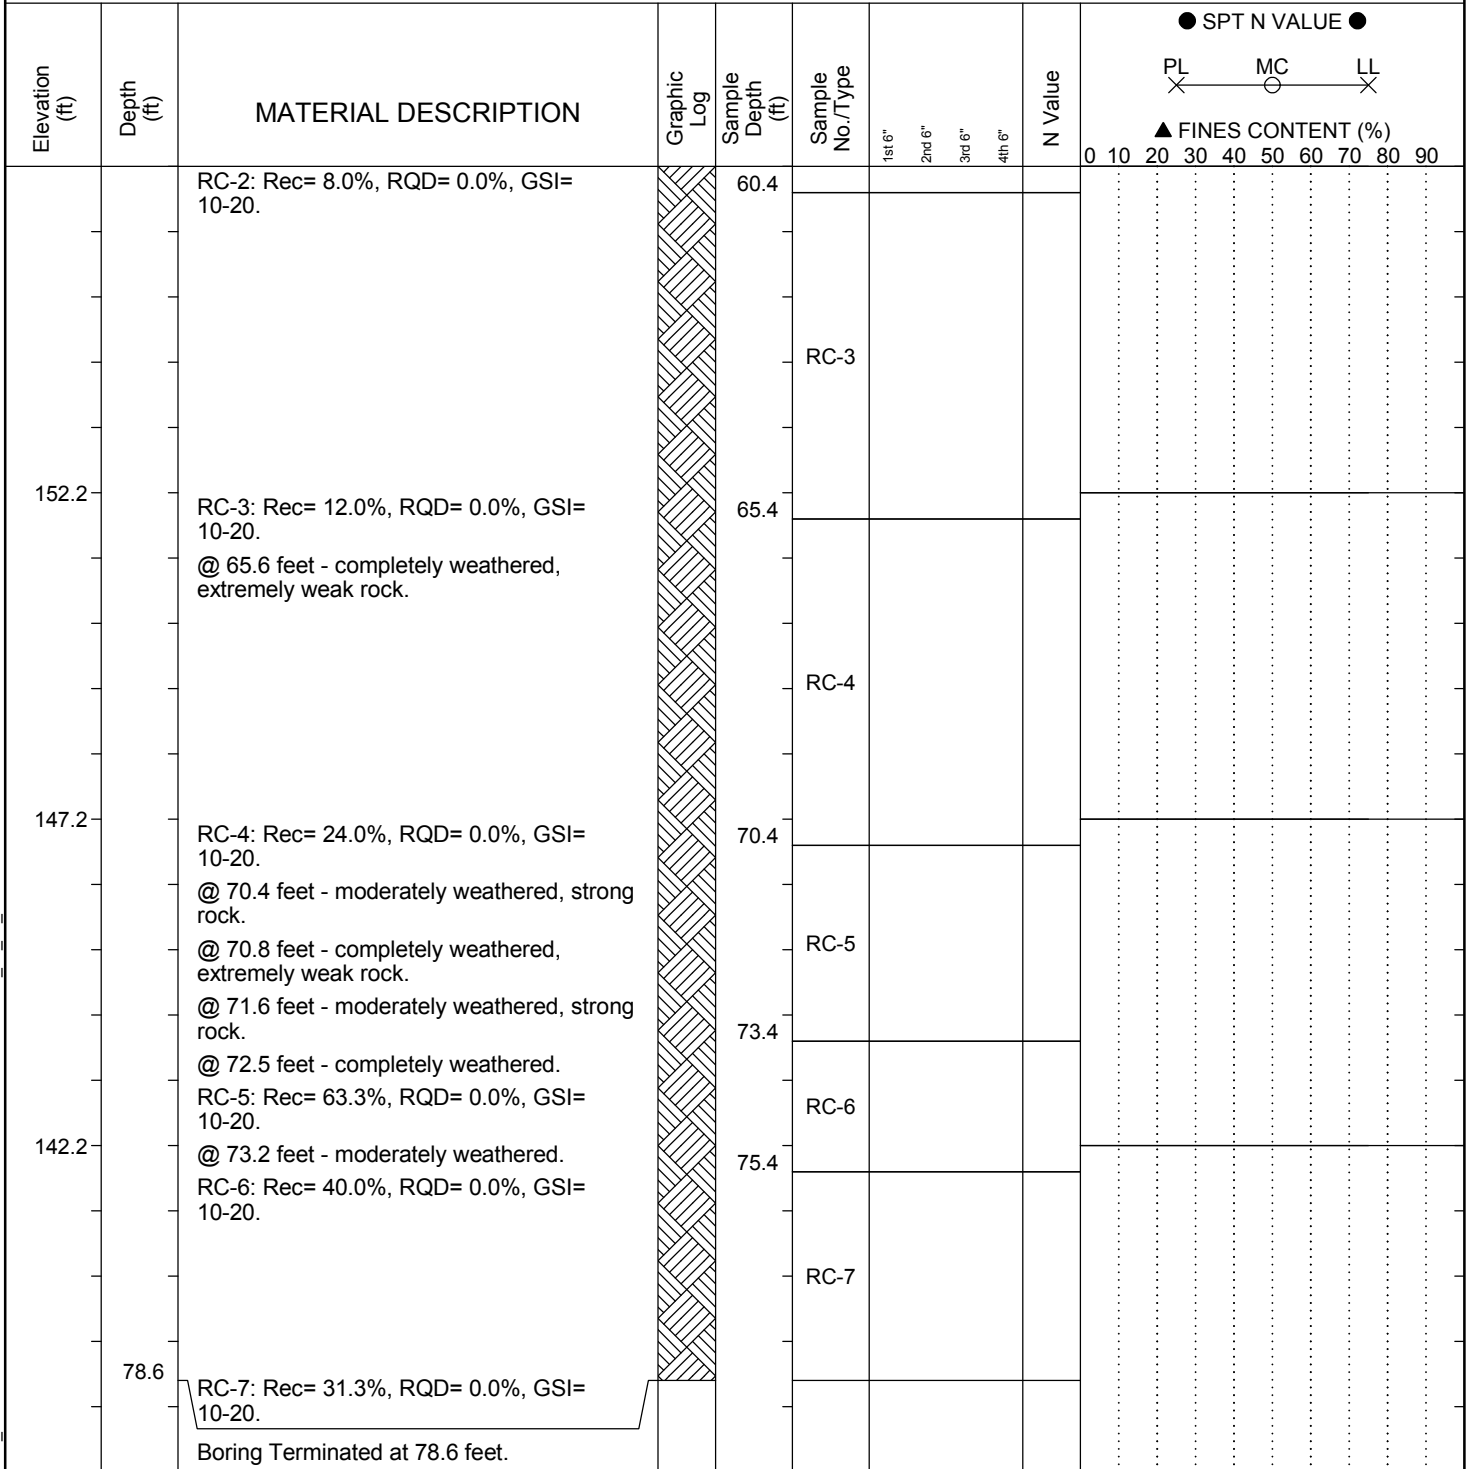 Elevation
(ft)
Depth
(ft)
MATERIAL DESCRIPTION
Graphic
Log
Sample
Depth
(ft)
Sample
No./Type
1st 6"
2nd 6"
3rd 6"
4th 6"
N Value
● SPT N VALUE ●
PL MC LL
▲ FINES CONTENT (%)
0 10 20 30 40 50 60 70 80 90
RC-2: Rec= 8.0%, RQD= 0.0%, GSI=
10-20.
60.4
RC-3
152.2
RC-3: Rec= 12.0%, RQD= 0.0%, GSI=
10-20.
65.4
@ 65.6 feet - completely weathered,
extremely weak rock.
RC-4
147.2
RC-4: Rec= 24.0%, RQD= 0.0%, GSI=
10-20.
70.4
@ 70.4 feet - moderately weathered, strong
rock.
@ 70.8 feet - completely weathered,
extremely weak rock.
RC-5
@ 71.6 feet - moderately weathered, strong
rock.
73.4
@ 72.5 feet - completely weathered.
RC-5: Rec= 63.3%, RQD= 0.0%, GSI=
10-20.
RC-6
142.2
@ 73.2 feet - moderately weathered.
75.4
RC-6: Rec= 40.0%, RQD= 0.0%, GSI=
10-20.
RC-7
78.6
RC-7: Rec= 31.3%, RQD= 0.0%, GSI=
10-20.
Boring Terminated at 78.6 feet.